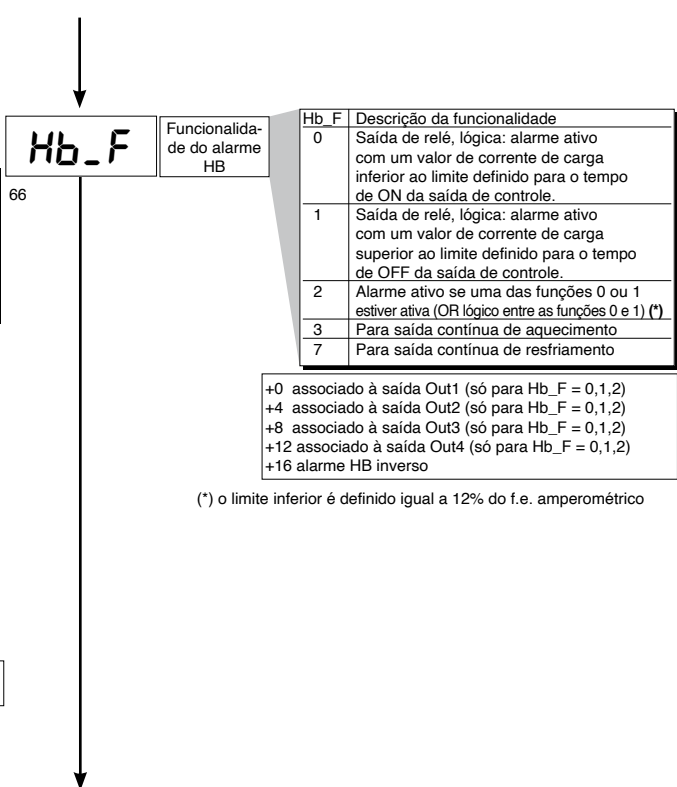 Hb_F
66
Funcionalida-
de do alarme
HB
Hb_F Descrição da funcionalidade
0 Saída de relé, lógica: alarme ativo
com um valor de corrente de carga
inferior ao limite definido para o tempo
de ON da saída de controle.
1 Saída de relé, lógica: alarme ativo
com um valor de corrente de carga
superior ao limite definido para o tempo
de OFF da saída de controle.
2 Alarme ativo se uma das funções 0 ou 1
estiver ativa (OR lógico entre as funções 0 e 1) (*)
3 Para saída contínua de aquecimento
7 Para saída contínua de resfriamento
+0 associado à saída Out1 (só para Hb_F = 0,1,2)
+4 associado à saída Out2 (só para Hb_F = 0,1,2)
+8 associado à saída Out3 (só para Hb_F = 0,1,2)
+12 associado à saída Out4 (só para Hb_F = 0,1,2)
+16 alarme HB inverso
(*) o limite inferior é definido igual a 12% do f.e. amperométrico